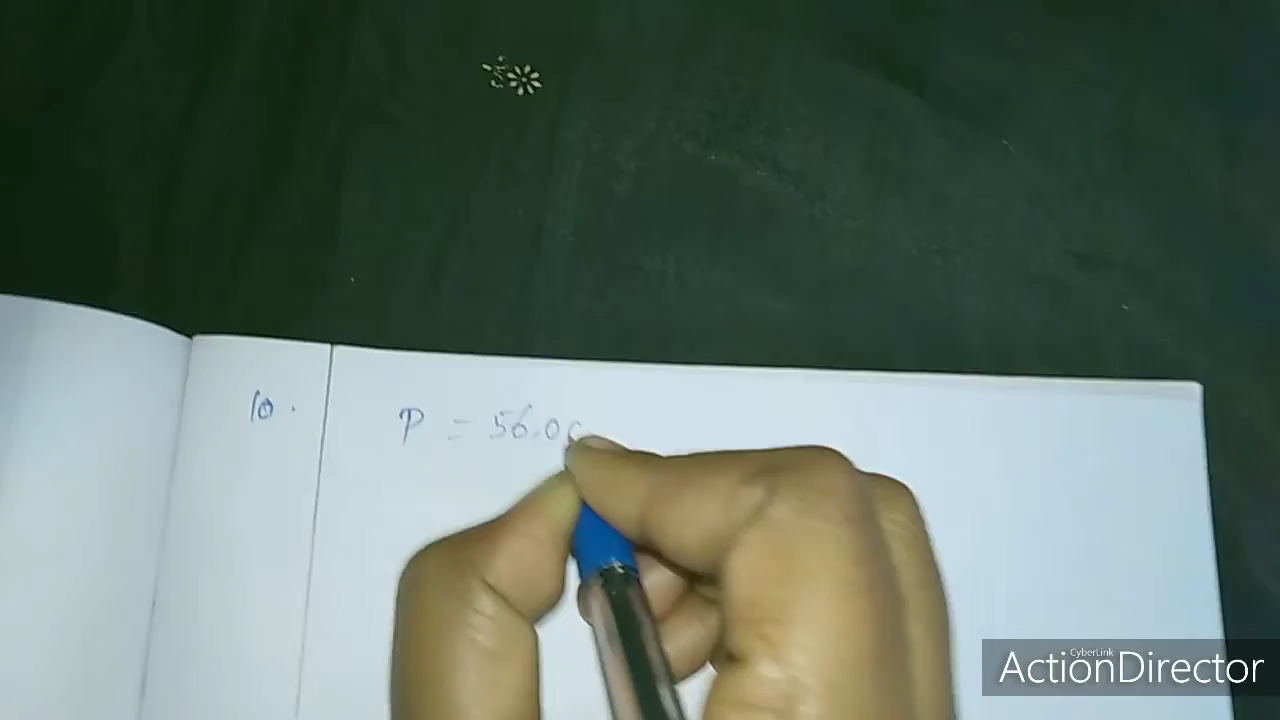 10. P = 56.0
CyberLink
ActionDirector